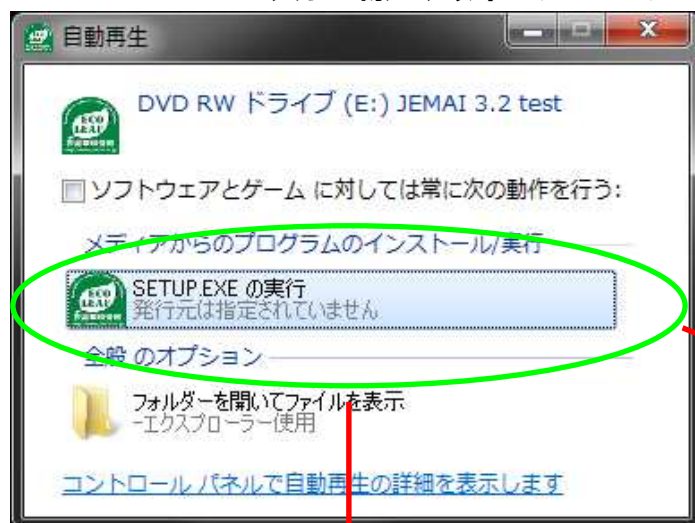 自動再生
DVD RW ドライブ (E:) JEMAI 3.2 test
ソフトウェアとゲーム に対しては常に次の動作を行う:
メディアからのプログラムのインストール/実行
SETUP.EXE の実行
発行元は指定されていません
全般 のオプション
フォルダーを開いてファイルを表示
-エクスプローラー使用
コントロール パネルで自動再生の詳細を表示します
ECO
LEAF